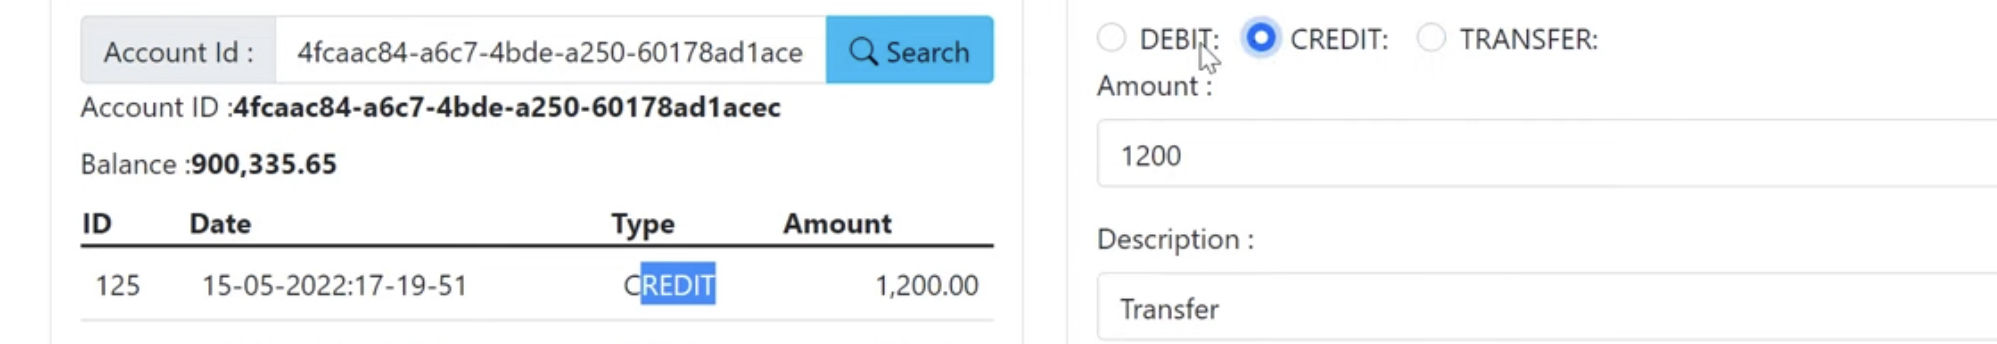 Account Id : 4fcaac84-a6c7-4bde-a250-60178ad1ace Search
Account ID :4fcaac84-a6c7-4bde-a250-60178ad1acec
Balance :900,335.65
ID Date Type Amount
125 15-05-2022:17-19-51 CREDIT 1,200.00
DEBIT: CREDIT: TRANSFER:
Amount :
1200
Description :
Transfer